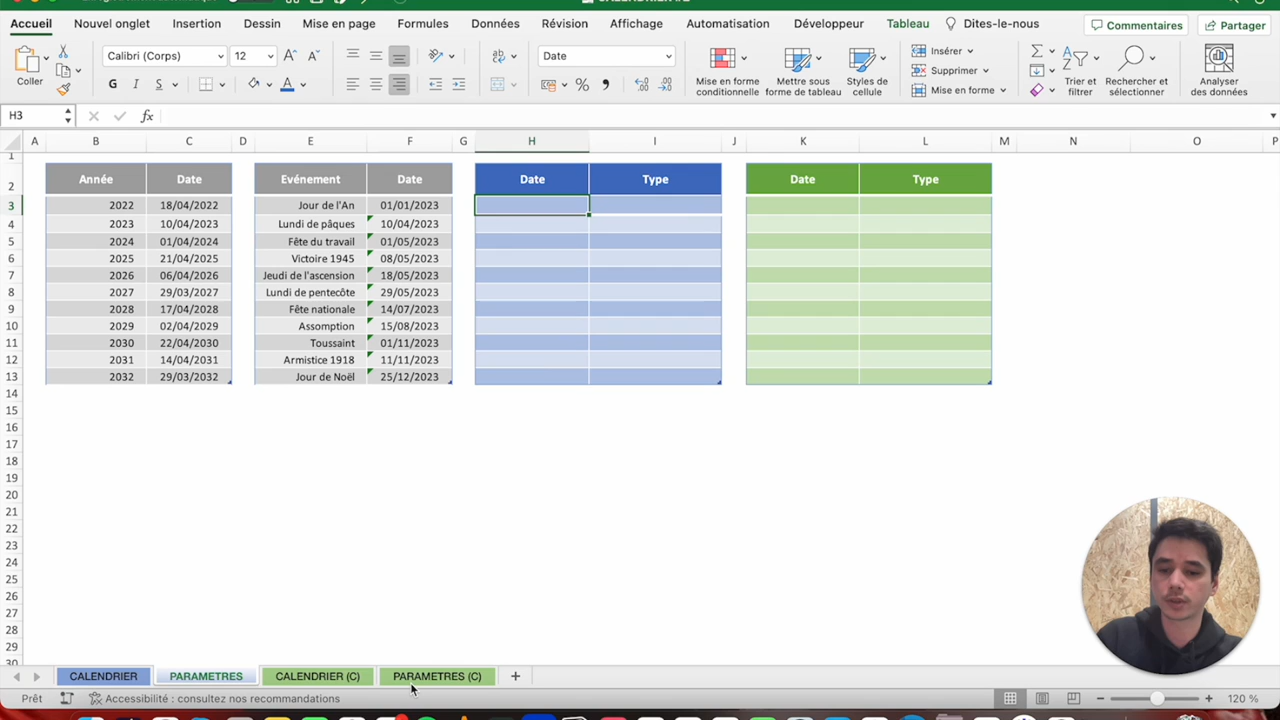 Accueil Nouvel onglet Insertion Dessin Mise en page Formules Données Révision Affichage Automatisation Développeur Tableau Dites-le-nous Commentaires Partager
Coller Calibri (Corps) 12 Date Mise en forme conditionnelle Mettre sous forme de tableau Styles de cellule Insérer Supprimer Mise en forme Trier et filtrer Rechercher et sélectionner Analyser des données
G I S
H3 fx
A B C D E F G H I J K L M N O P
1
2 Année Date Evénement Date Date Type Date Type
3 2022 18/04/2022 Jour de l'An 01/01/2023
4 2023 10/04/2023 Lundi de pâques 10/04/2023
5 2024 01/04/2024 Fête du travail 01/05/2023
6 2025 21/04/2025 Victoire 1945 08/05/2023
7 2026 06/04/2026 Jeudi de l'ascension 18/05/2023
8 2027 29/03/2027 Lundi de pentecôte 29/05/2023
9 2028 17/04/2028 Fête nationale 14/07/2023
10 2029 02/04/2029 Assomption 15/08/2023
11 2030 22/04/2030 Toussaint 01/11/2023
12 2031 14/04/2031 Armistice 1918 11/11/2023
13 2032 29/03/2032 Jour de Noël 25/12/2023
14
15
16
17
18
19
20
21
22
23
24
25
26
27
28
29
30
CALENDRIER PARAMETRES CALENDRIER (C) PARAMETRES (C) +
Prêt Accessibilité : consultez nos recommandations 120 %